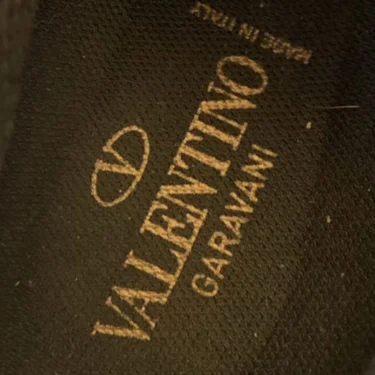 V
VALENTINO
GARAVANI
MADE IN ITALY